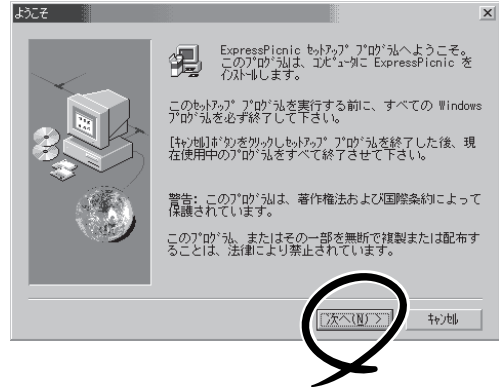 ようこそ
ExpressPicnic ｾｯﾄｱｯﾌﾟ ﾌﾟﾛｸﾞﾗﾑへようこそ。
このﾌﾟﾛｸﾞﾗﾑは、ｺﾝﾋﾟｭｰﾀに ExpressPicnic を
ｲﾝｽﾄｰﾙします。
このｾｯﾄｱｯﾌﾟ ﾌﾟﾛｸﾞﾗﾑを実行する前に、すべての Windows
ﾌﾟﾛｸﾞﾗﾑを必ず終了して下さい。
[ｷｬﾝｾﾙ]ﾎﾞﾀﾝをｸﾘｯｸしｾｯﾄｱｯﾌﾟ ﾌﾟﾛｸﾞﾗﾑを終了した後、現
在使用中のﾌﾟﾛｸﾞﾗﾑをすべて終了させて下さい。
警告: このﾌﾟﾛｸﾞﾗﾑは、著作権法および国際条約によって
保護されています。
このﾌﾟﾛｸﾞﾗﾑ、またはその一部を無断で複製または配布す
ることは、法律により禁止されています。
次へ(N) >
ｷｬﾝｾﾙ